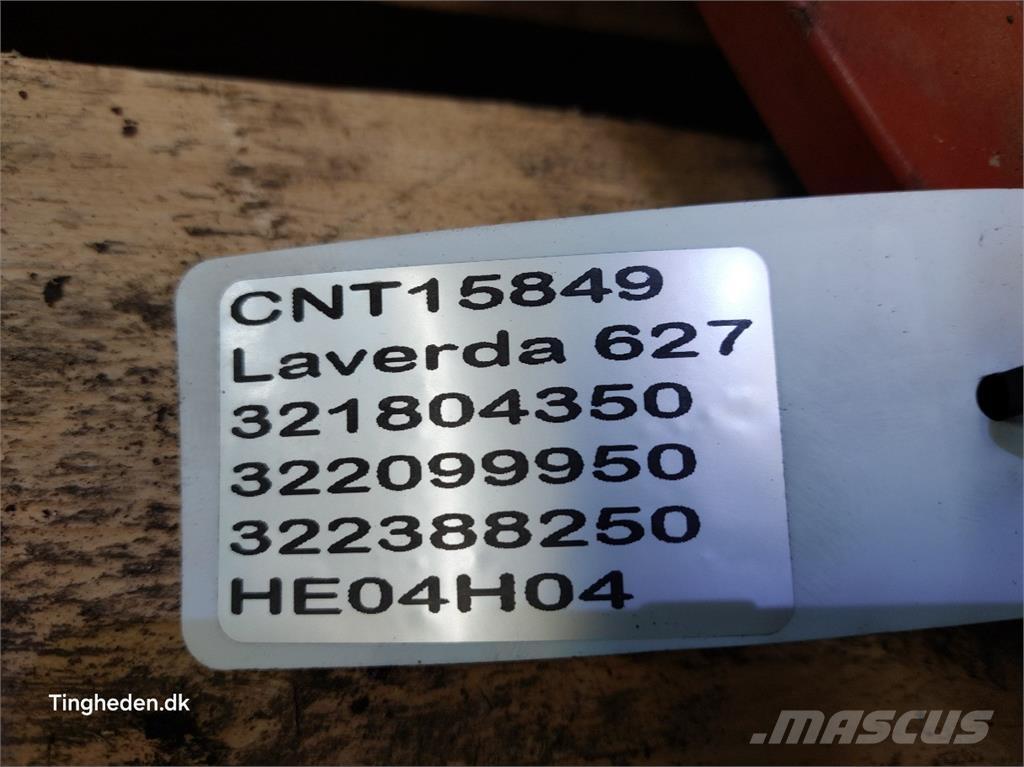 CNT15849
Laverda 627
321804350
322099950
322388250
HE04H04
Tingheden.dk
MASCUS